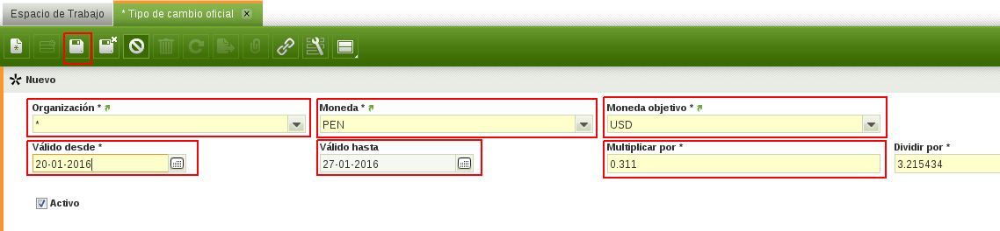 Espacio de Trabajo * Tipo de cambio oficial x
Nuevo
Organización * Moneda * Moneda objetivo *
* PEN USD
Válido desde * Válido hasta Multiplicar por * Dividir por *
20-01-2016 27-01-2016 0.311 3.215434
Activo